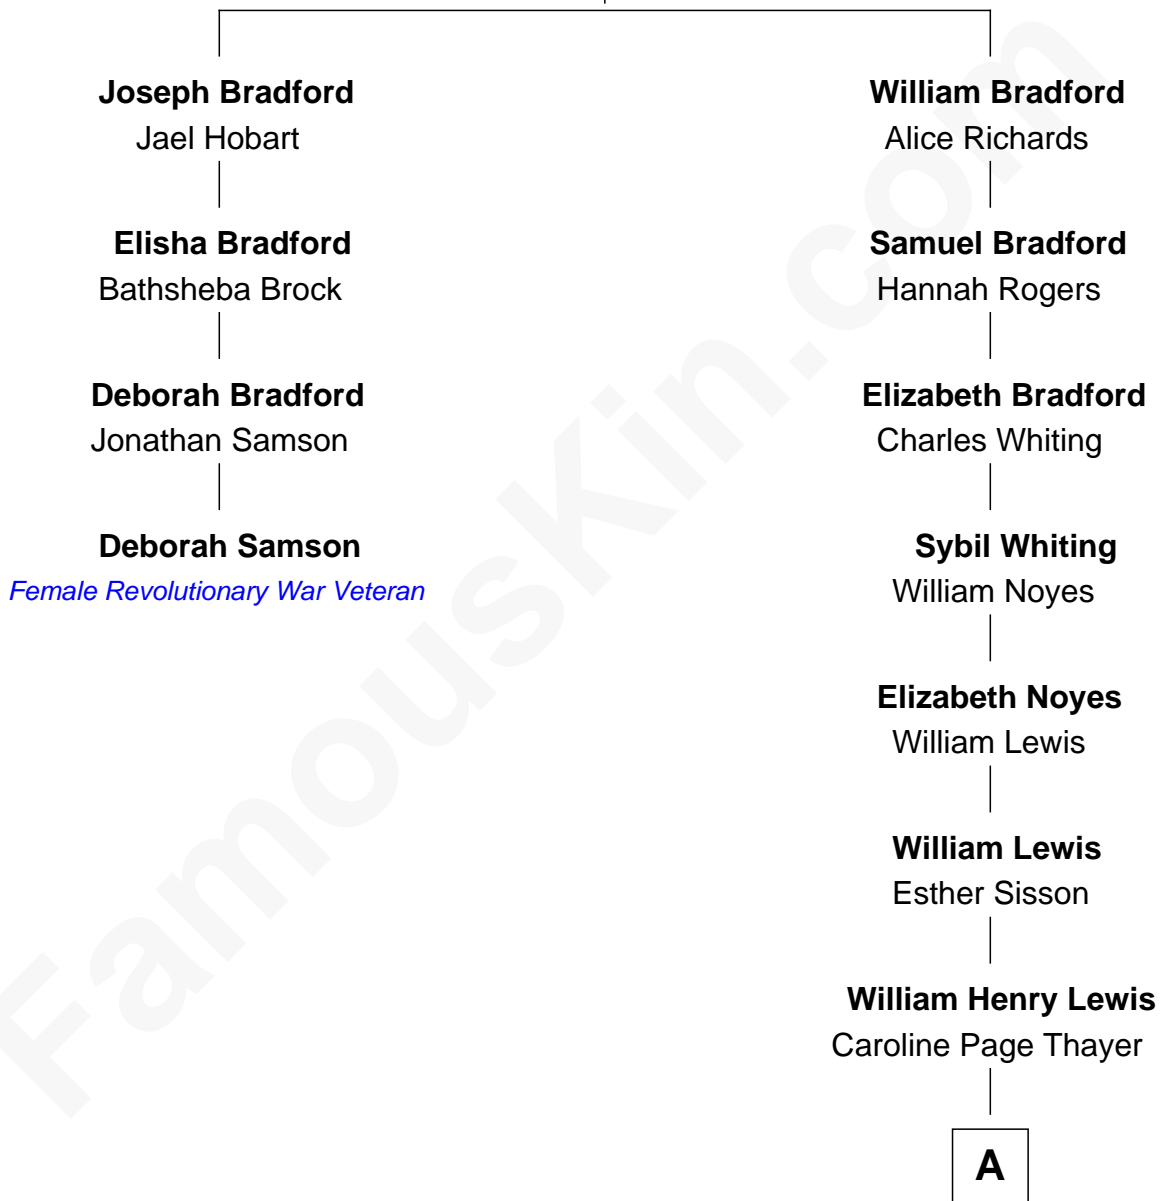 Joseph Bradford
Jael Hobart
Elisha Bradford
Bathsheba Brock
Deborah Bradford
Jonathan Samson
Deborah Samson
Female Revolutionary War Veteran
William Bradford
Alice Richards
Samuel Bradford
Hannah Rogers
Elizabeth Bradford
Charles Whiting
Sybil Whiting
William Noyes
Elizabeth Noyes
William Lewis
William Lewis
Esther Sisson
William Henry Lewis
Caroline Page Thayer
A
FamousKin.com